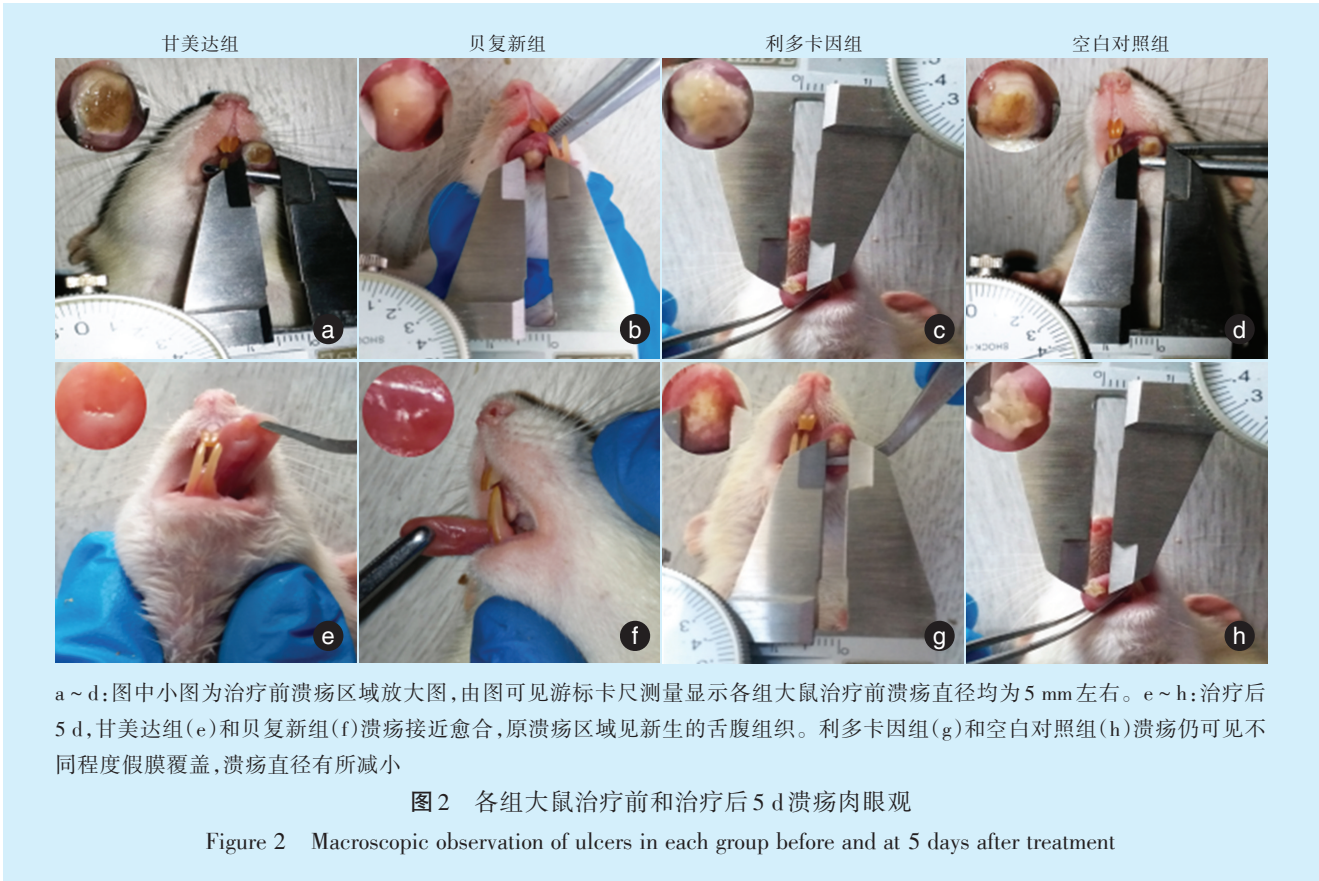 甘美达组
贝复新组
利多卡因组
空白对照组
a
b
c
d
e
f
g
h
a～d:图中小图为治疗前溃疡区域放大图,由图可见游标卡尺测量显示各组大鼠治疗前溃疡直径均为5 mm左右。e～h:治疗后
5 d,甘美达组(e)和贝复新组(f)溃疡接近愈合,原溃疡区域见新生的舌腹组织。利多卡因组(g)和空白对照组(h)溃疡仍可见不
同程度假膜覆盖,溃疡直径有所减小
图2 各组大鼠治疗前和治疗后5 d溃疡肉眼观
Figure 2 Macroscopic observation of ulcers in each group before and at 5 days after treatment